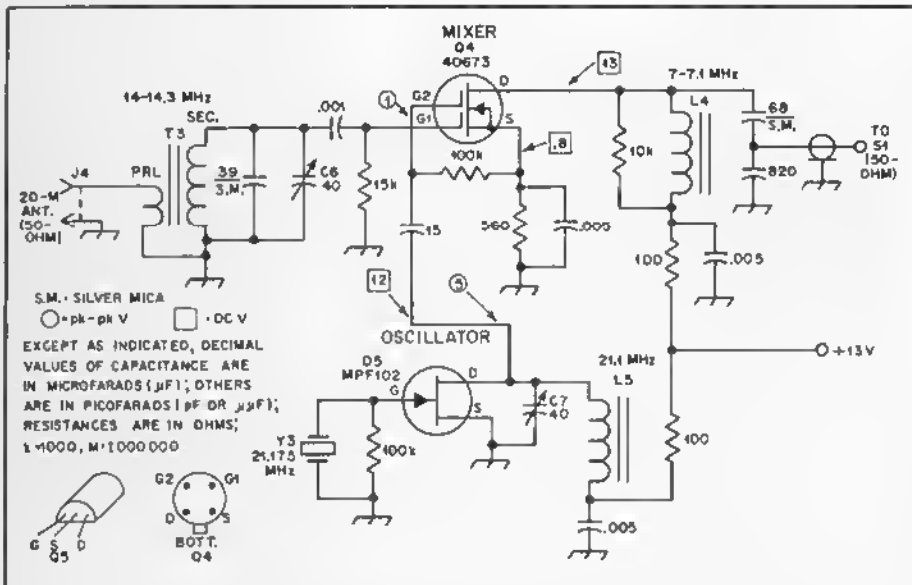 MIXER
Q4
40673
13
D
7-7.1 MHz
14-14.3 MHz
SEC.
T3
.001
1
G2
G1
S
.8
L4
68
S.M.
TO
S1
(50-
OHM)
J4
PRI.
39
S.M.
C6
40
15k
100k
10k
820
20-M
ANT.
(50-
OHM)
15
560
.005
100
.005
S.M. = SILVER MICA
= pk-pk V
= DC V
12
5
OSCILLATOR
+13V
EXCEPT AS INDICATED, DECIMAL
VALUES OF CAPACITANCE ARE
IN MICROFARADS (µF); OTHERS
ARE IN PICOFARADS (pF OR µµF);
RESISTANCES ARE IN OHMS;
k=1000, M=1000 000
Q5
MPF102
G
D
S
C7
40
21.1 MHz
L5
100
Y3
21.175
MHz
100k
.005
G
S
D
Q5
G2
G1
D
S
BOTT.
Q4